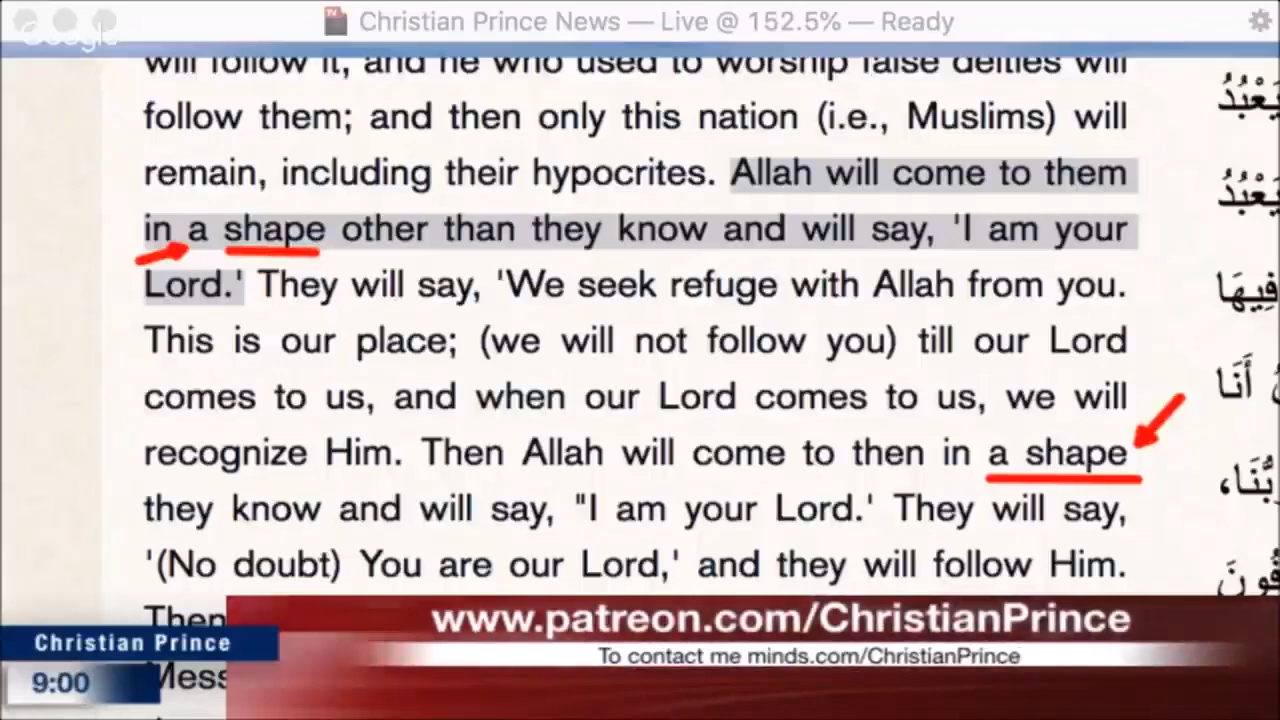 Christian Prince News — Live @ 152.5% — Ready
Google
will follow it, and he who used to worship false deities will
follow them; and then only this nation (i.e., Muslims) will
remain, including their hypocrites. Allah will come to them
in a shape other than they know and will say, 'I am your
Lord.' They will say, 'We seek refuge with Allah from you.
This is our place; (we will not follow you) till our Lord
comes to us, and when our Lord comes to us, we will
recognize Him. Then Allah will come to then in a shape
they know and will say, "I am your Lord.' They will say,
'(No doubt) You are our Lord,' and they will follow Him.
Then
يَعْبُدُ
يَعْبُدُ
فِيهَا
أَنَا
www.patreon.com/ChristianPrince
Christian Prince
To contact me minds.com/ChristianPrince
9:00